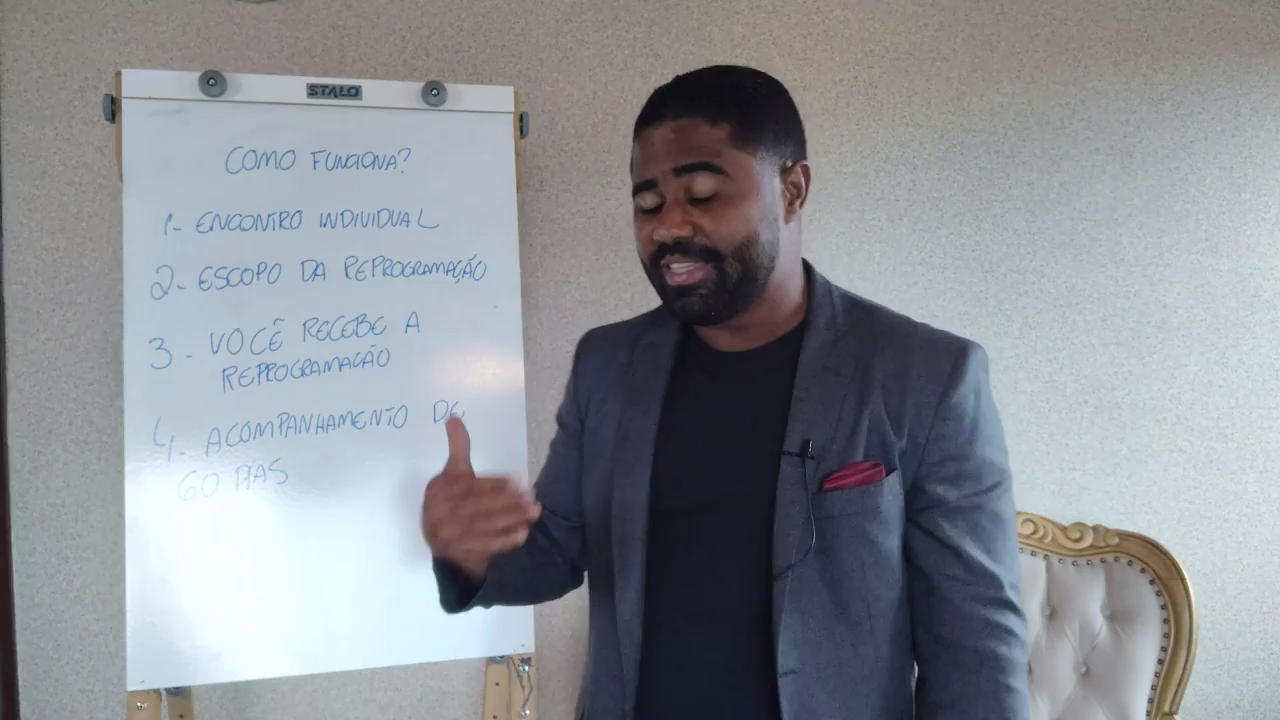 STALO
COMO FUNCIONA?
1- ENCONTRO INDIVIDUAL
2- ESCOPO DA REPROGRAMAÇÃO
3- VOCÊ RECEBE A
REPROGRAMAÇÃO
4- ACOMPANHAMENTO DE
60 DIAS